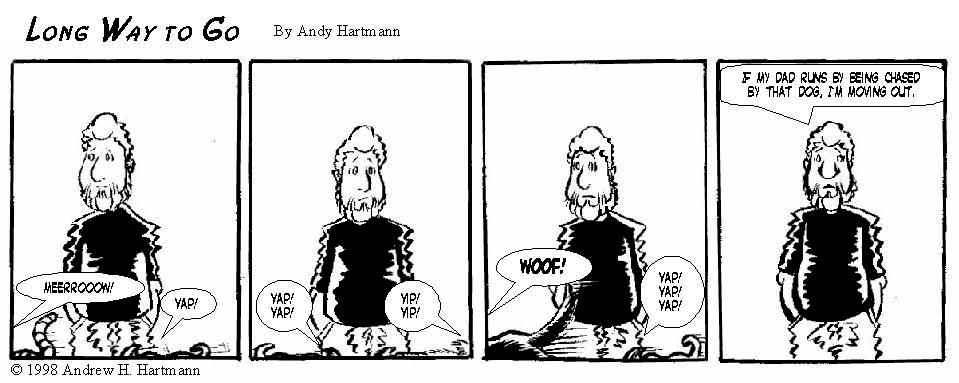 LONG WAY TO GO
By Andy Hartmann
MEERROOOW!
YAP!
YAP!
YAP!
YIP!
YIP!
WOOF!
YAP!
YAP!
YAP!
IF MY DAD RUNS BY BEING CHASED
BY THAT DOG, I'M MOVING OUT.
© 1998 Andrew H. Hartmann